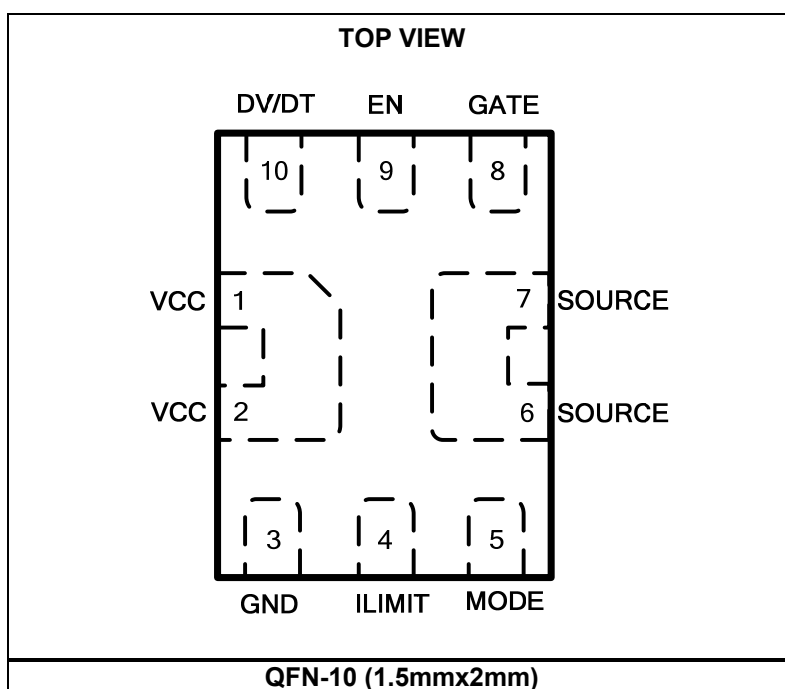 TOP VIEW
DV/DT EN GATE
10 9 8
VCC 1 7 SOURCE
VCC 2 6 SOURCE
3 4 5
GND ILIMIT MODE
QFN-10 (1.5mmx2mm)